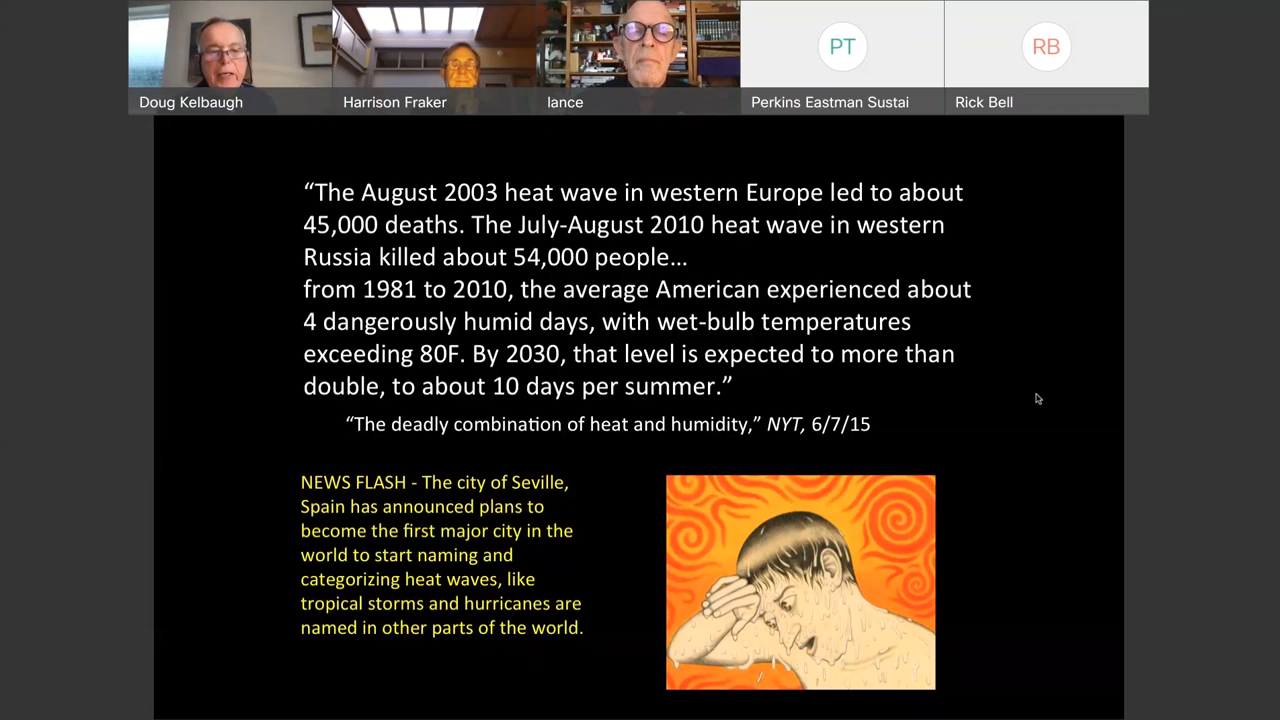 PT
RB
Doug Kelbaugh
Harrison Fraker
lance
Perkins Eastman Sustai
Rick Bell
“The August 2003 heat wave in western Europe led to about
45,000 deaths. The July-August 2010 heat wave in western
Russia killed about 54,000 people…
from 1981 to 2010, the average American experienced about
4 dangerously humid days, with wet-bulb temperatures
exceeding 80F. By 2030, that level is expected to more than
double, to about 10 days per summer.”
“The deadly combination of heat and humidity,” NYT, 6/7/15
NEWS FLASH - The city of Seville,
Spain has announced plans to
become the first major city in the
world to start naming and
categorizing heat waves, like
tropical storms and hurricanes are
named in other parts of the world.